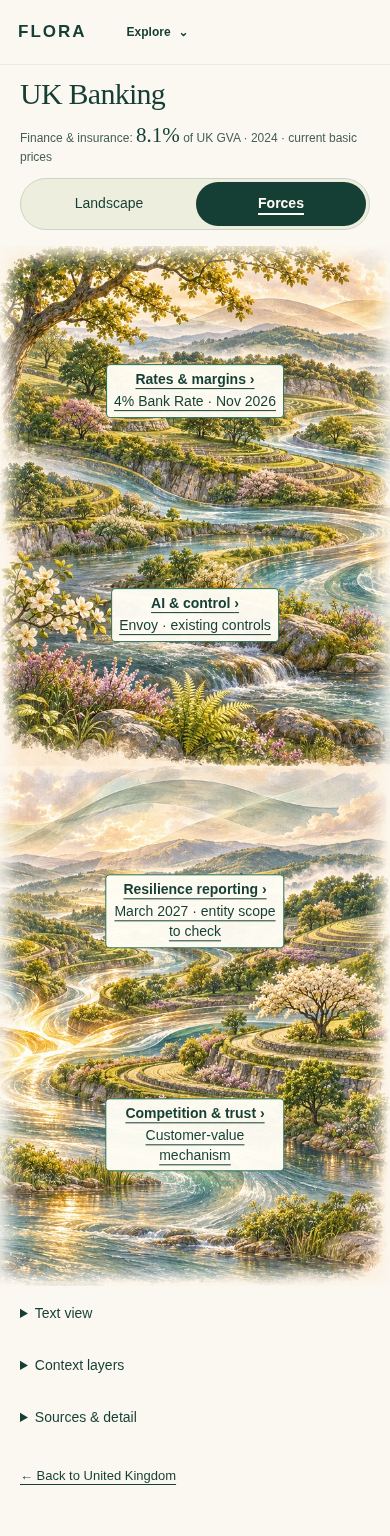 FLORA
Explore ⌄
UK Banking
Finance & insurance: 8.1% of UK GVA · 2024 · current basic
prices
Landscape
Forces
Rates & margins ›
4% Bank Rate · Nov 2026
AI & control ›
Envoy · existing controls
Resilience reporting ›
March 2027 · entity scope
to check
Competition & trust ›
Customer-value
mechanism
▶ Text view
▶ Context layers
▶ Sources & detail
← Back to United Kingdom